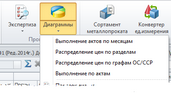 Экспертиза
Диаграммы
Сортамент металлопроката
Конвертер ед.измерения
Выполнение актов по месяцам
Распределение цен по разделам
Распределение цен по графам ОС/ССР
Выполнение по актам